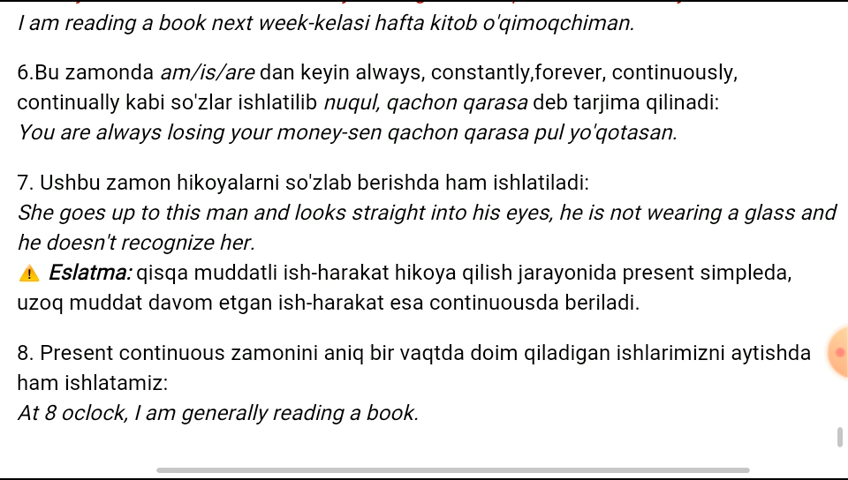 I am reading a book next week-kelasi hafta kitob o'qimoqchiman.
6.Bu zamonda am/is/are dan keyin always, constantly,forever, continuously,
continually kabi so'zlar ishlatilib nuqul, qachon qarasa deb tarjima qilinadi:
You are always losing your money-sen qachon qarasa pul yo'qotasan.
7. Ushbu zamon hikoyalarni so'zlab berishda ham ishlatiladi:
She goes up to this man and looks straight into his eyes, he is not wearing a glass and
he doesn't recognize her.
⚠️ Eslatma: qisqa muddatli ish-harakat hikoya qilish jarayonida present simpleda,
uzoq muddat davom etgan ish-harakat esa continuousda beriladi.
8. Present continuous zamonini aniq bir vaqtda doim qiladigan ishlarimizni aytishda
ham ishlatamiz:
At 8 oclock, I am generally reading a book.